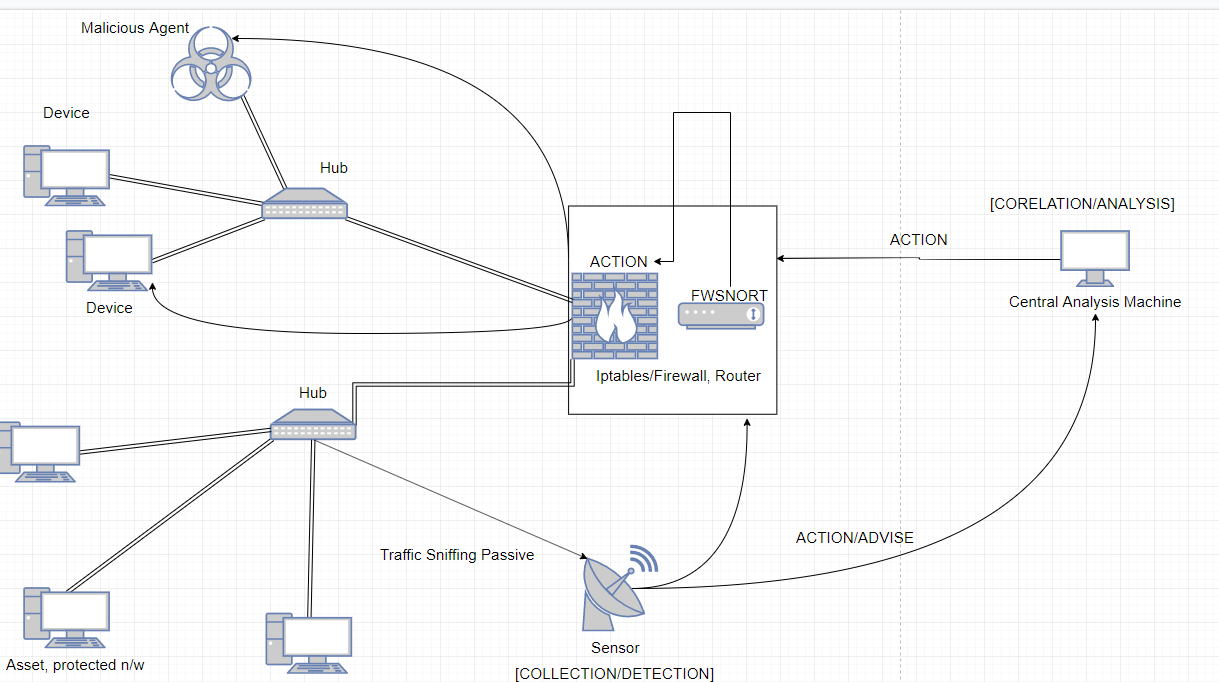 Malicious Agent
Device
Hub
[CORELATION/ANALYSIS]
ACTION
ACTION
FWSNORT
Central Analysis Machine
Device
Iptables/Firewall, Router
Hub
ACTION/ADVISE
Traffic Sniffing Passive
Sensor
Asset, protected n/w
[COLLECTION/DETECTION]